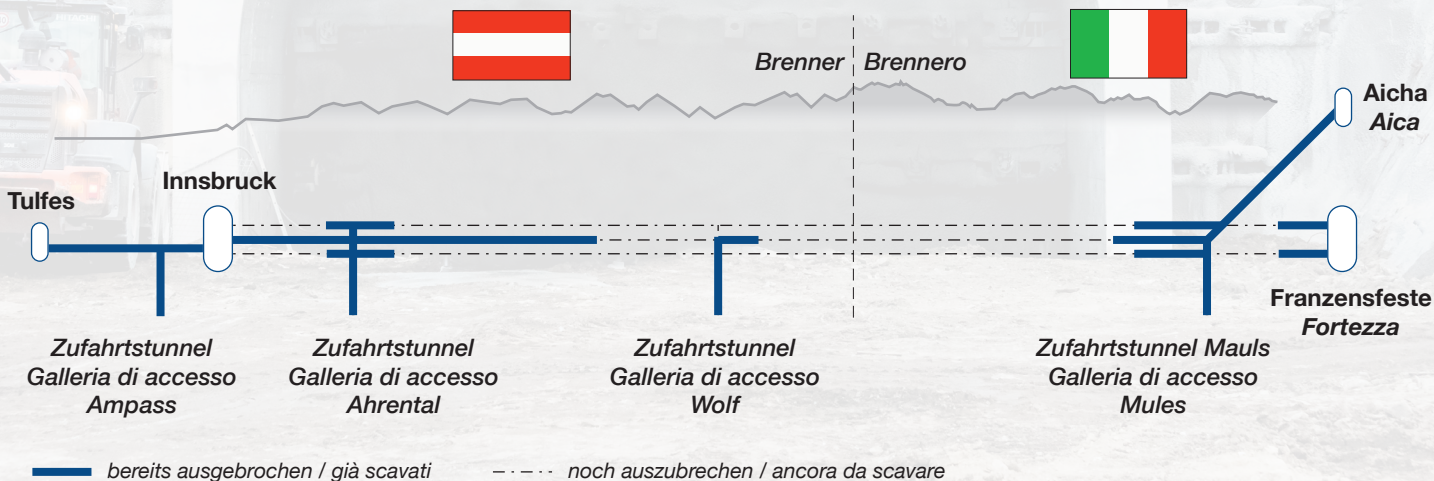 Brenner Brennero
Aicha
Aica
Innsbruck
Tulfes
Franzensfeste
Fortezza
Zufahrtstunnel
Galleria di accesso
Ampass
Zufahrtstunnel
Galleria di accesso
Ahrental
Zufahrtstunnel
Galleria di accesso
Wolf
Zufahrtstunnel Mauls
Galleria di accesso
Mules
bereits ausgebrochen / già scavati
noch auszubrechen / ancora da scavare